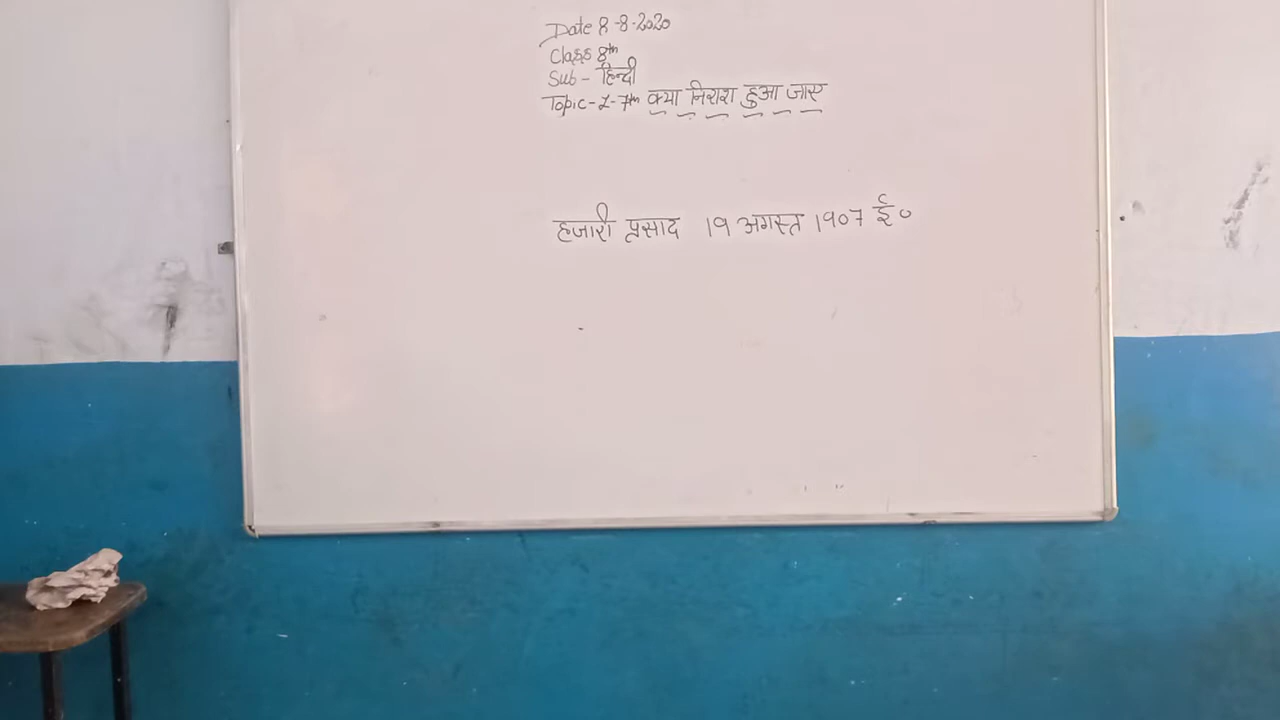 Date 8-8-2020
Class 8th
Sub- हिन्दी
Topic-L-7th क्या निराश हुआ जाए
हजारी प्रसाद 19 अगस्त 1907 ई०